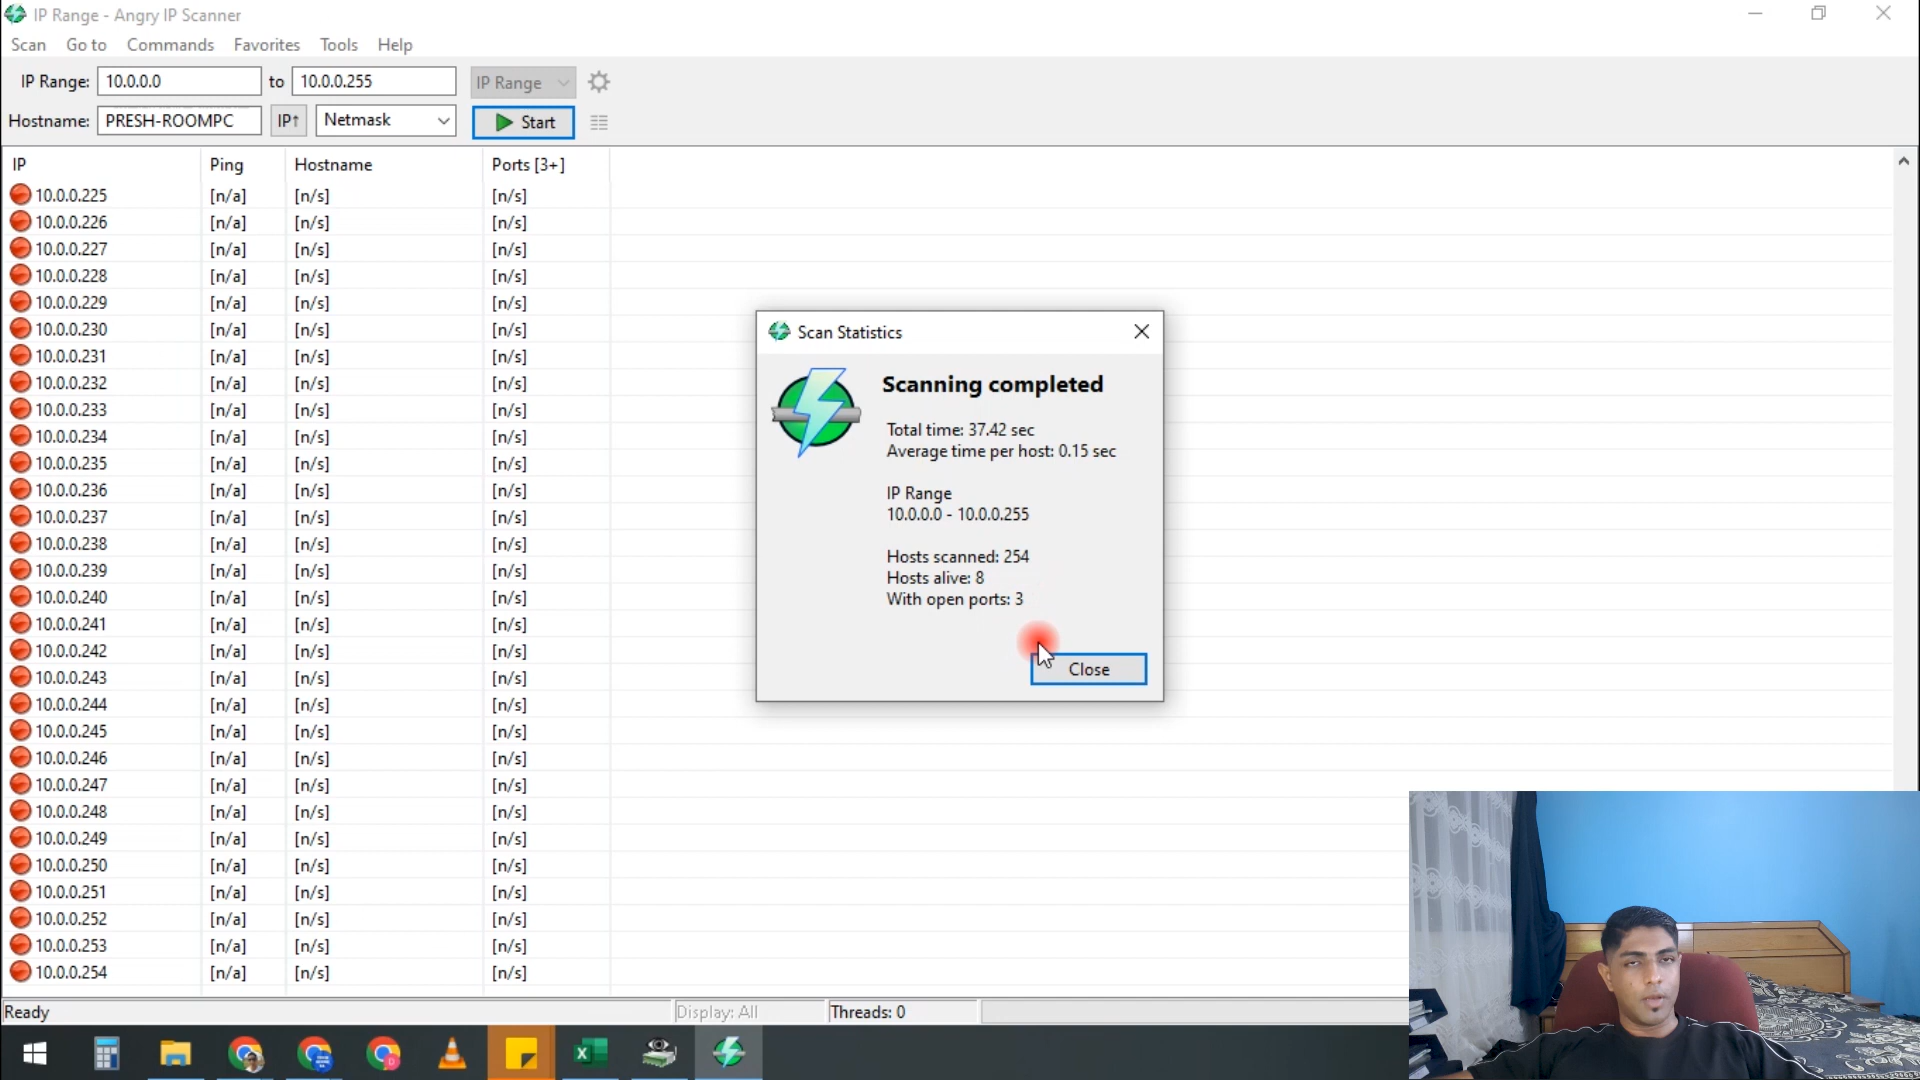 IP Range - Angry IP Scanner
Scan Go to Commands Favorites Tools Help
IP Range: 10.0.0.0 to 10.0.0.255 IP Range
Hostname: PRESH-ROOMPC IP↑ Netmask Start
IP Ping Hostname Ports [3+]
10.0.0.225 [n/a] [n/s] [n/s]
10.0.0.226 [n/a] [n/s] [n/s]
10.0.0.227 [n/a] [n/s] [n/s]
10.0.0.228 [n/a] [n/s] [n/s]
10.0.0.229 [n/a] [n/s] [n/s]
10.0.0.230 [n/a] [n/s] [n/s]
10.0.0.231 [n/a] [n/s] [n/s]
10.0.0.232 [n/a] [n/s] [n/s]
10.0.0.233 [n/a] [n/s] [n/s]
10.0.0.234 [n/a] [n/s] [n/s]
10.0.0.235 [n/a] [n/s] [n/s]
10.0.0.236 [n/a] [n/s] [n/s]
10.0.0.237 [n/a] [n/s] [n/s]
10.0.0.238 [n/a] [n/s] [n/s]
10.0.0.239 [n/a] [n/s] [n/s]
10.0.0.240 [n/a] [n/s] [n/s]
10.0.0.241 [n/a] [n/s] [n/s]
10.0.0.242 [n/a] [n/s] [n/s]
10.0.0.243 [n/a] [n/s] [n/s]
10.0.0.244 [n/a] [n/s] [n/s]
10.0.0.245 [n/a] [n/s] [n/s]
10.0.0.246 [n/a] [n/s] [n/s]
10.0.0.247 [n/a] [n/s] [n/s]
10.0.0.248 [n/a] [n/s] [n/s]
10.0.0.249 [n/a] [n/s] [n/s]
10.0.0.250 [n/a] [n/s] [n/s]
10.0.0.251 [n/a] [n/s] [n/s]
10.0.0.252 [n/a] [n/s] [n/s]
10.0.0.253 [n/a] [n/s] [n/s]
10.0.0.254 [n/a] [n/s] [n/s]
Scan Statistics
Scanning completed
Total time: 37.42 sec
Average time per host: 0.15 sec
IP Range
10.0.0.0 - 10.0.0.255
Hosts scanned: 254
Hosts alive: 8
With open ports: 3
Close
Ready Display: All Threads: 0